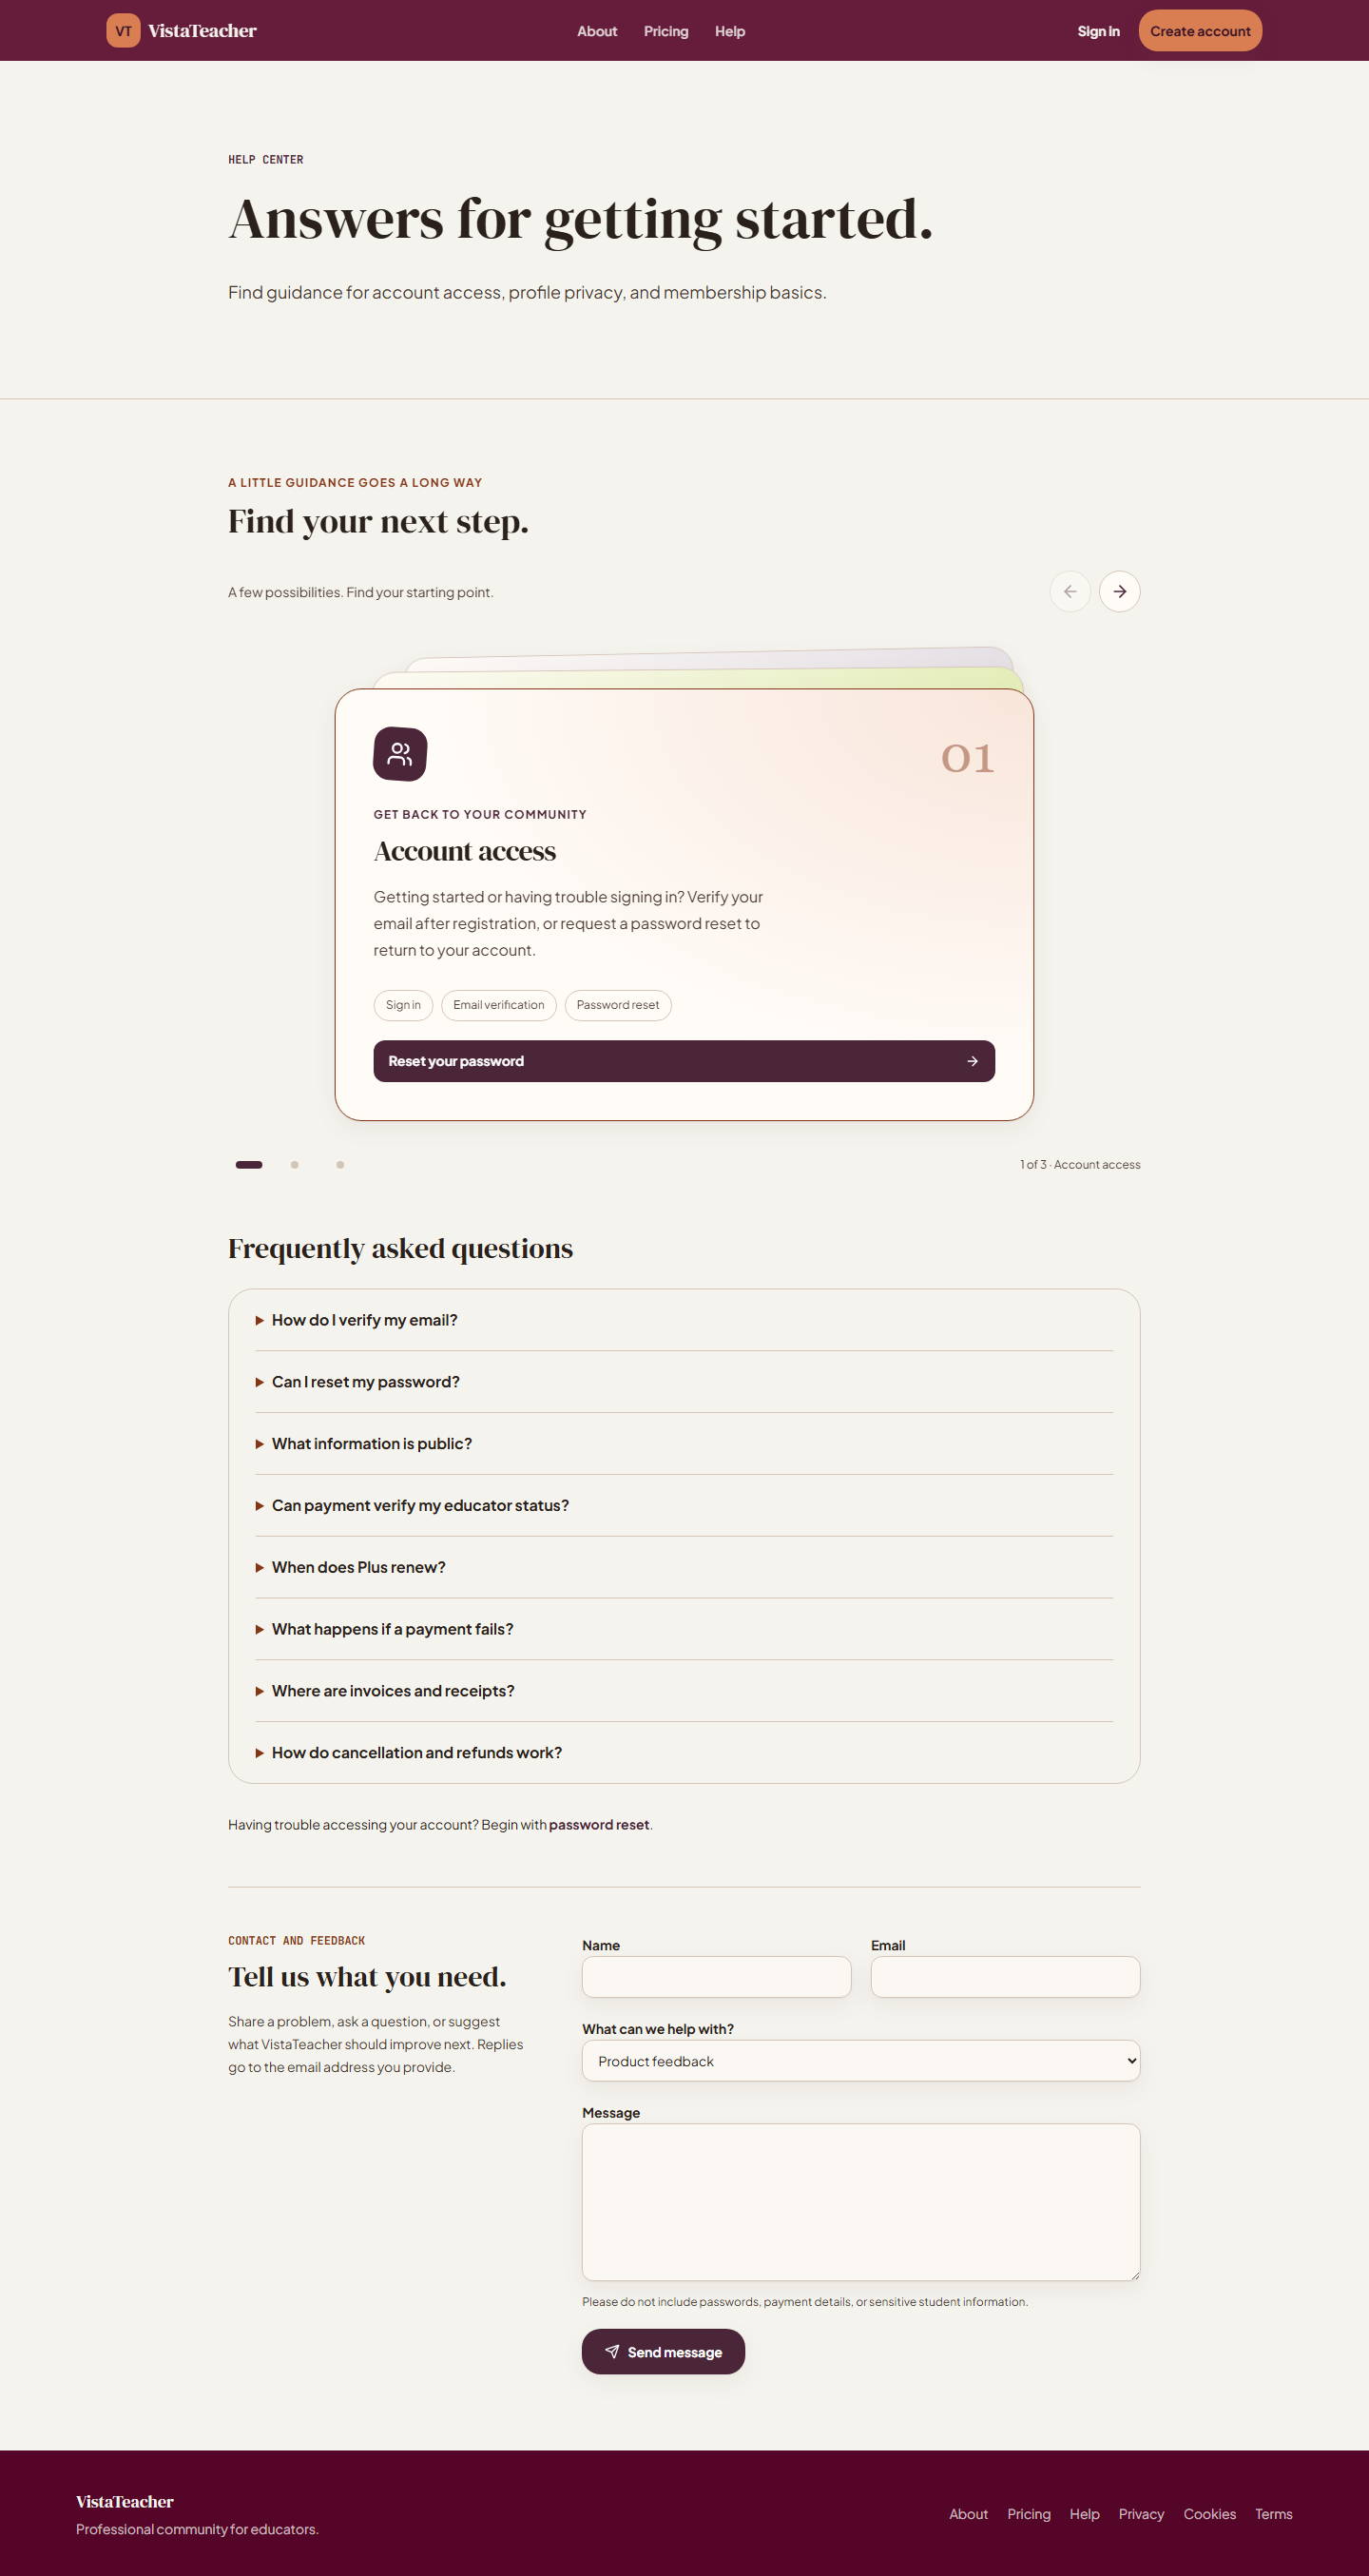 VT VistaTeacher About Pricing Help Sign in Create account
HELP CENTER
Answers for getting started.
Find guidance for account access, profile privacy, and membership basics.
A LITTLE GUIDANCE GOES A LONG WAY
Find your next step.
A few possibilities. Find your starting point.
01
GET BACK TO YOUR COMMUNITY
Account access
Getting started or having trouble signing in? Verify your
email after registration, or request a password reset to
return to your account.
Sign in Email verification Password reset
Reset your password
1 of 3 · Account access
Frequently asked questions
How do I verify my email?
Can I reset my password?
What information is public?
Can payment verify my educator status?
When does Plus renew?
What happens if a payment fails?
Where are invoices and receipts?
How do cancellation and refunds work?
Having trouble accessing your account? Begin with password reset.
CONTACT AND FEEDBACK
Tell us what you need.
Share a problem, ask a question, or suggest
what VistaTeacher should improve next. Replies
go to the email address you provide.
Name Email
What can we help with?
Product feedback
Message
Please do not include passwords, payment details, or sensitive student information.
Send message
VistaTeacher
Professional community for educators.
About Pricing Help Privacy Cookies Terms